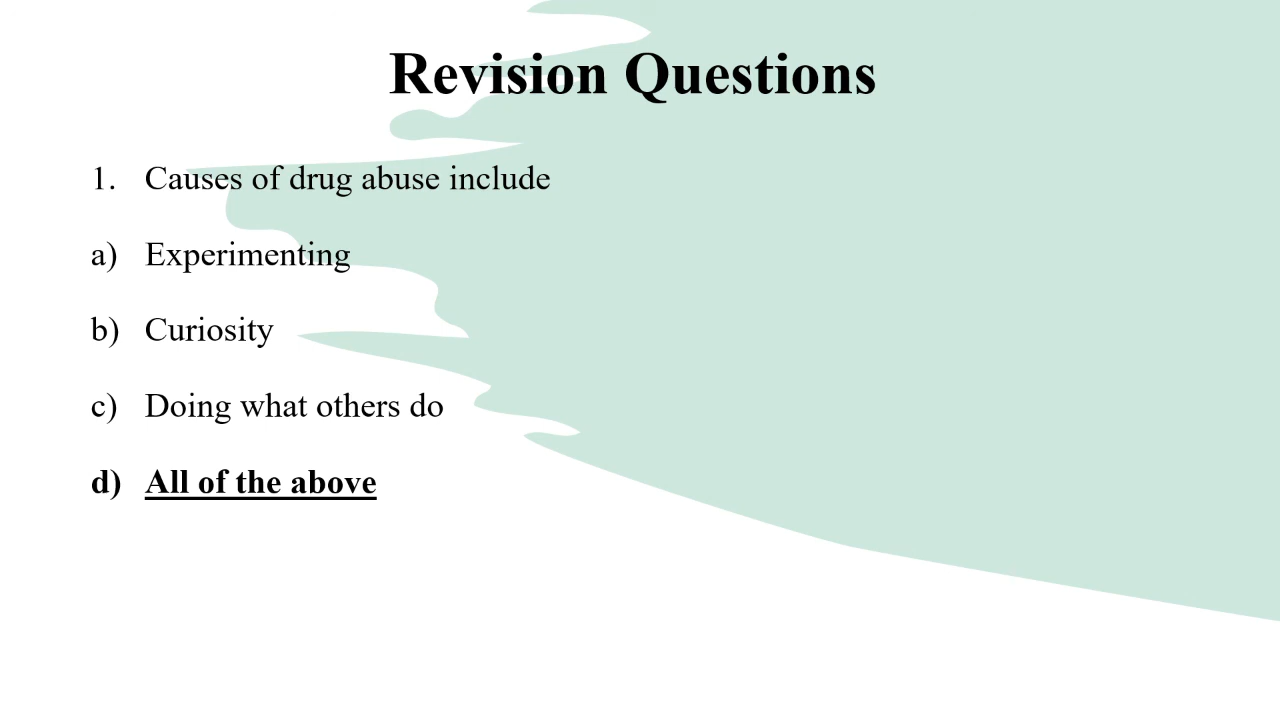 Revision Questions
1. Causes of drug abuse include
a) Experimenting
b) Curiosity
c) Doing what others do
d) All of the above